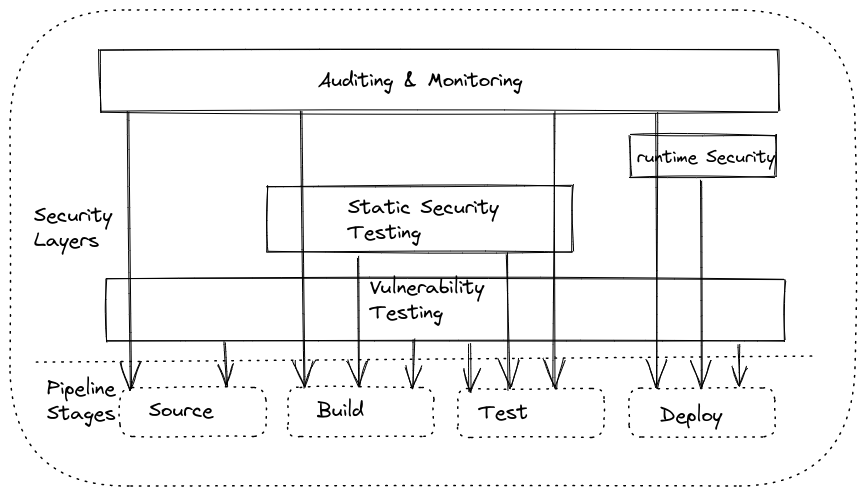 Auditing & Monitoring
runtime Security
Static Security
Testing
Security
Layers
Vulnerability
Testing
Pipeline
Stages
Source
Build
Test
Deploy